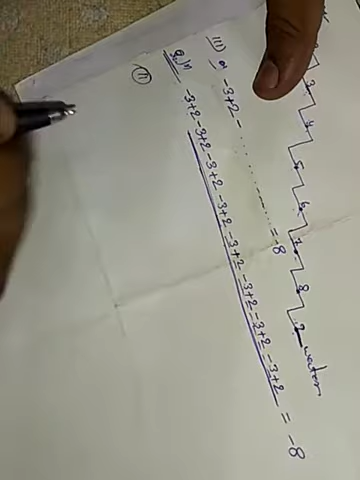 2 3 4 5 6 7 8 9 water
III) a) -3+2- ............ = -8
Sol
(ii) -3+2-3+2-3+2-3+2-3+2-3+2-3+2-3+2 = -8